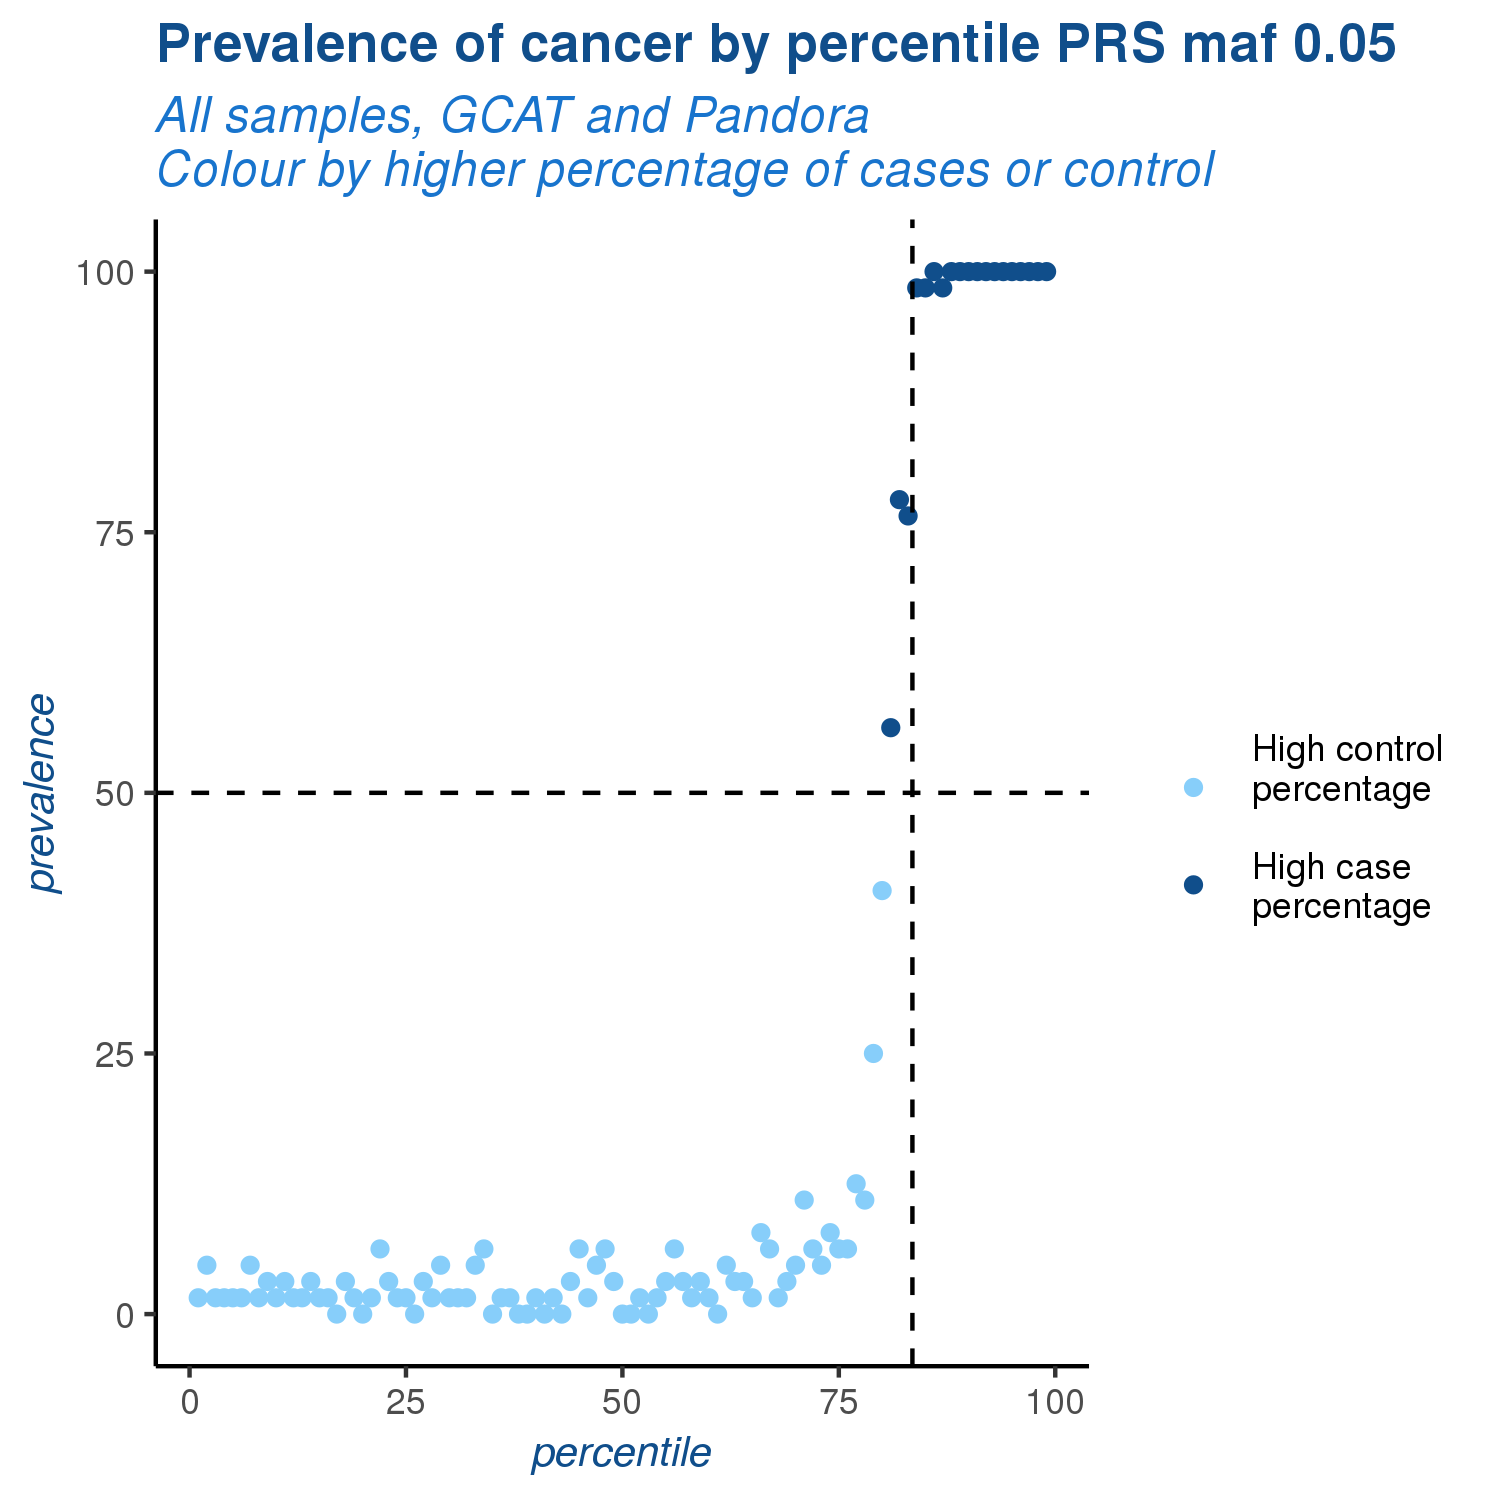 Prevalence of cancer by percentile PRS maf 0.05
All samples, GCAT and Pandora
Colour by higher percentage of cases or control
100
75
50
25
0
prevalence
0 25 50 75 100
percentile
High control
percentage
High case
percentage